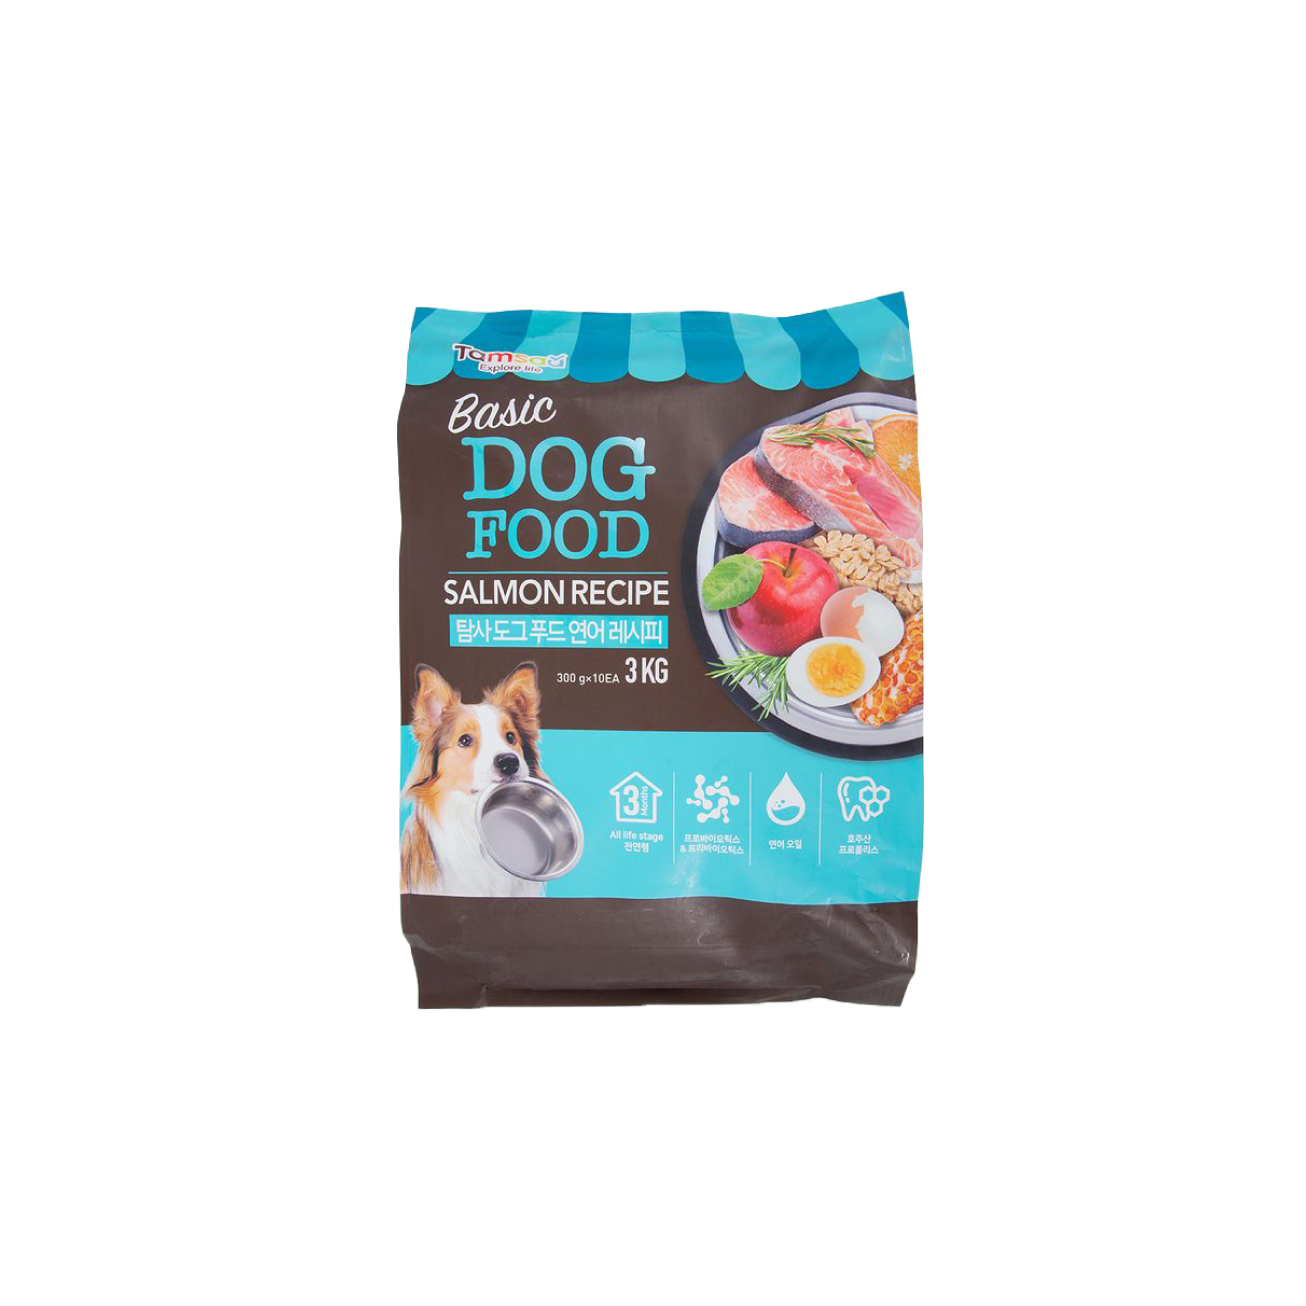 Tamsaa
Explore life
Basic
DOG
FOOD
SALMON RECIPE
탐사 도그 푸드 연어 레시피
300 g×10EA 3 KG
3 Months
All life stage
전연령
프로바이오틱스
& 프리바이오틱스
연어 오일
호주산
프로폴리스